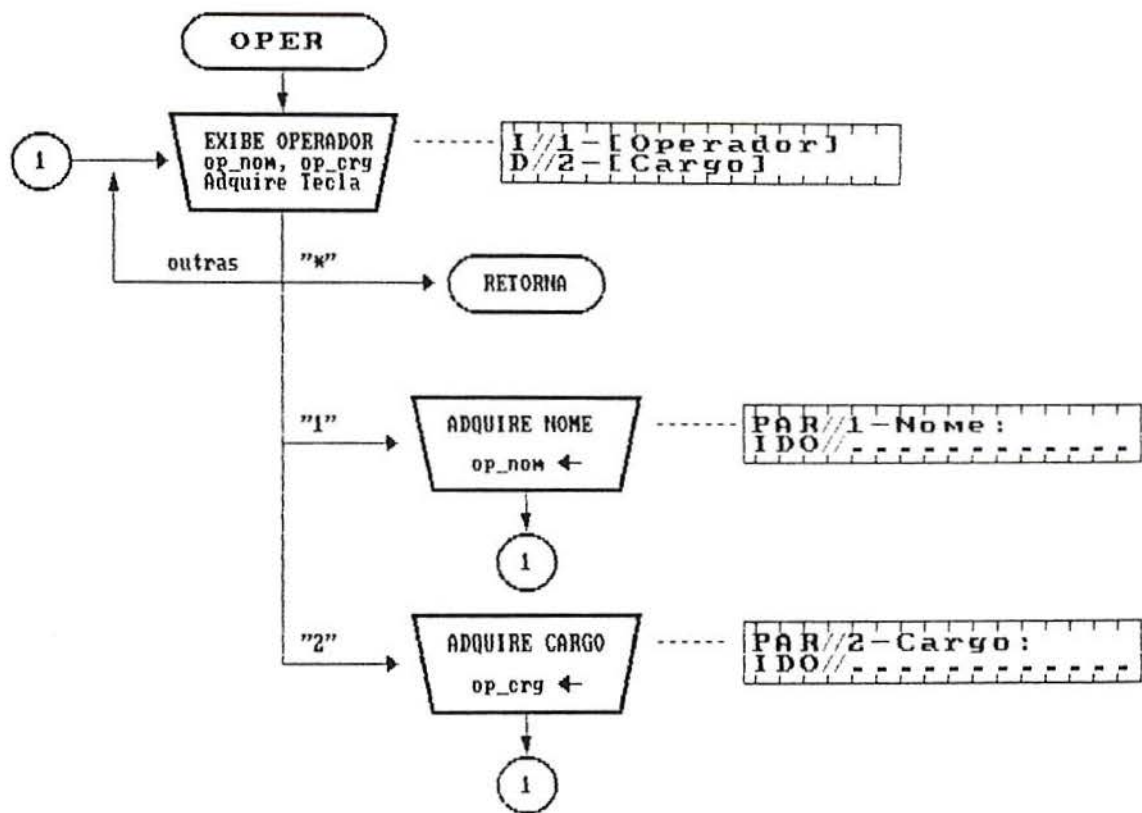 OPER
EXIBE OPERADOR
op_nom, op_crg
Adquire Tecla
1
I//1-[Operador]
D//2-[Cargo]
outras
"*"
RETORNA
"1"
ADQUIRE NOME
op_nom ←
PAR//1-Nome:
IDO//------------
1
"2"
ADQUIRE CARGO
op_crg ←
PAR//2-Cargo:
IDO//------------
1